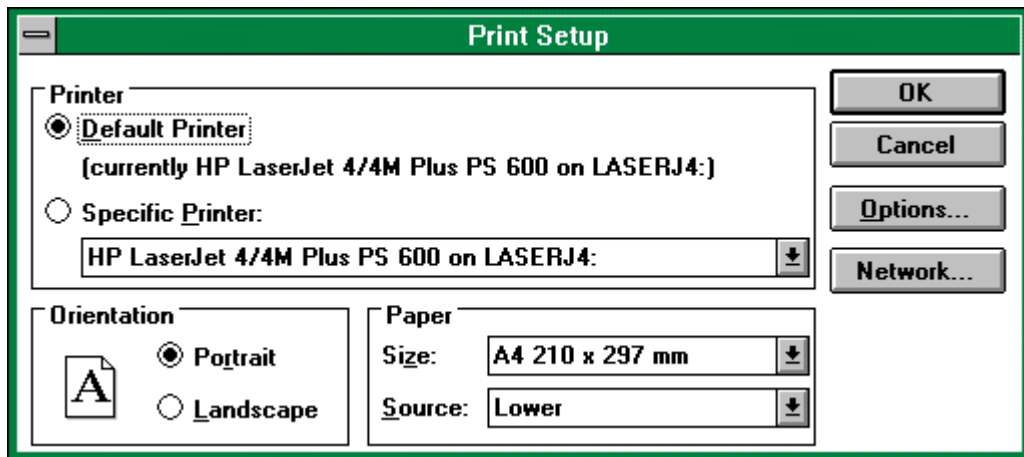 Print Setup
Printer
Default Printer
(currently HP LaserJet 4/4M Plus PS 600 on LASERJ4:)
Specific Printer:
HP LaserJet 4/4M Plus PS 600 on LASERJ4:
OK
Cancel
Options...
Network...
Orientation
A
Portrait
Landscape
Paper
Size: A4 210 x 297 mm
Source: Lower